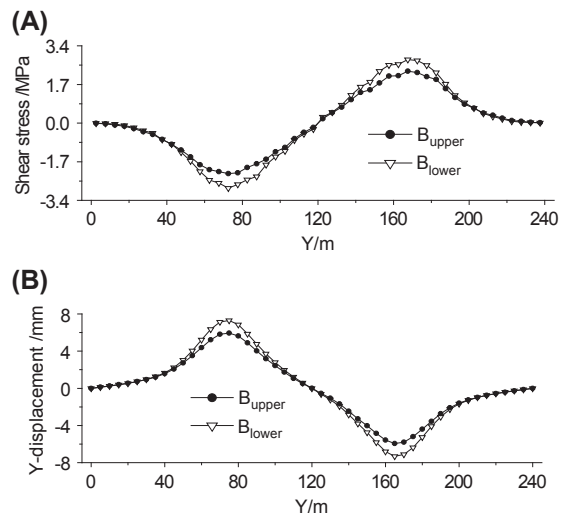 (A)
Shear stress /MPa
3.4
1.7
0.0
-1.7
-3.4
B_upper
B_lower
0 40 80 120 160 200 240
Y/m
(B)
Y-displacement /mm
8
4
0
-4
-8
B_upper
B_lower
0 40 80 120 160 200 240
Y/m